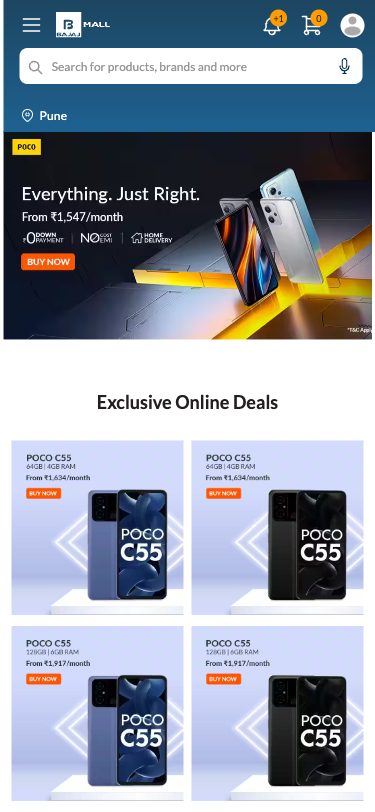 +1
0
B
BAJAJ
MALL
Search for products, brands and more
Pune
POCO
Everything. Just Right.
From ₹1,547/month
₹0 DOWN PAYMENT | NO COST EMI | HOME DELIVERY
BUY NOW
*T&C Apply
Exclusive Online Deals
POCO C55
64GB | 4GB RAM
From ₹1,634/month
BUY NOW
POCO
C55
POCO C55
64GB | 4GB RAM
From ₹1,634/month
BUY NOW
POCO
C55
POCO C55
128GB | 6GB RAM
From ₹1,917/month
BUY NOW
POCO
C55
POCO C55
128GB | 6GB RAM
From ₹1,917/month
BUY NOW
POCO
C55